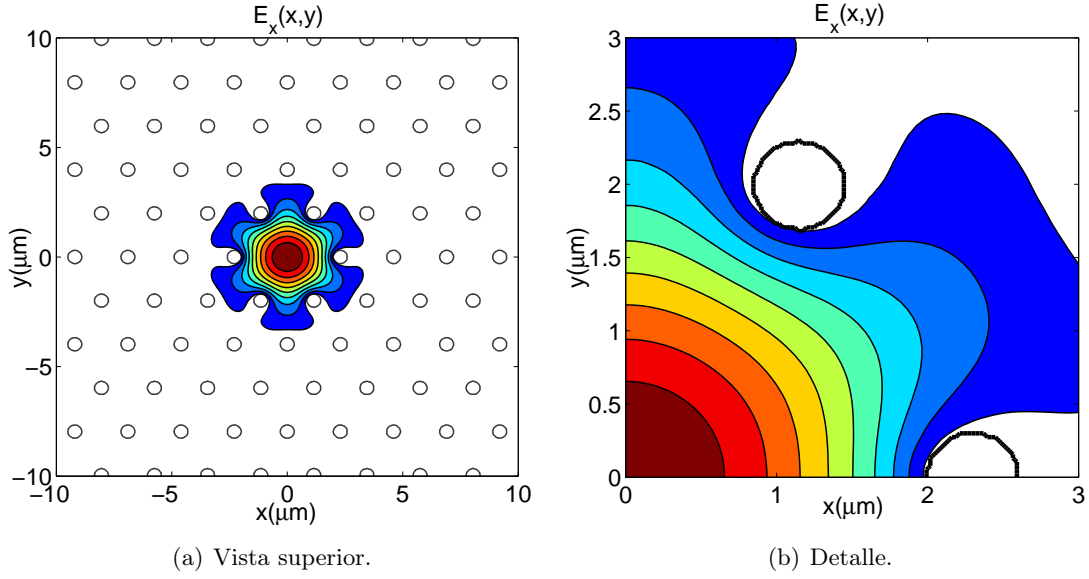 E_x(x,y)
10
5
0
−5
−10
y(μm)
−10
−5
0
5
10
x(μm)
(a) Vista superior.
E_x(x,y)
3
2.5
2
1.5
1
0.5
0
y(μm)
0
1
2
3
x(μm)
(b) Detalle.